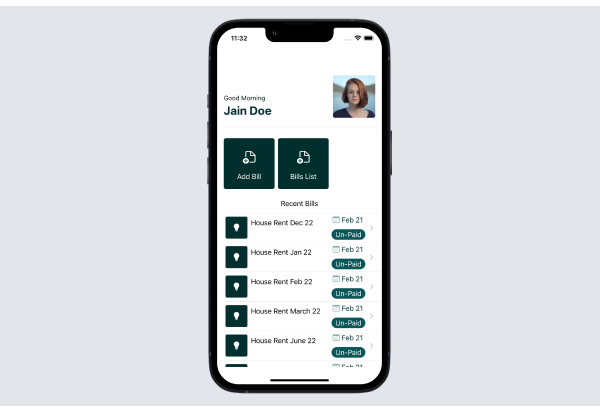 11:32
Good Morning
Jain Doe
Add Bill
Bills List
Recent Bills
House Rent Dec 22
Feb 21
Un-Paid
House Rent Jan 22
Feb 21
Un-Paid
House Rent Feb 22
Feb 21
Un-Paid
House Rent March 22
Feb 21
Un-Paid
House Rent June 22
Feb 21
Un-Paid